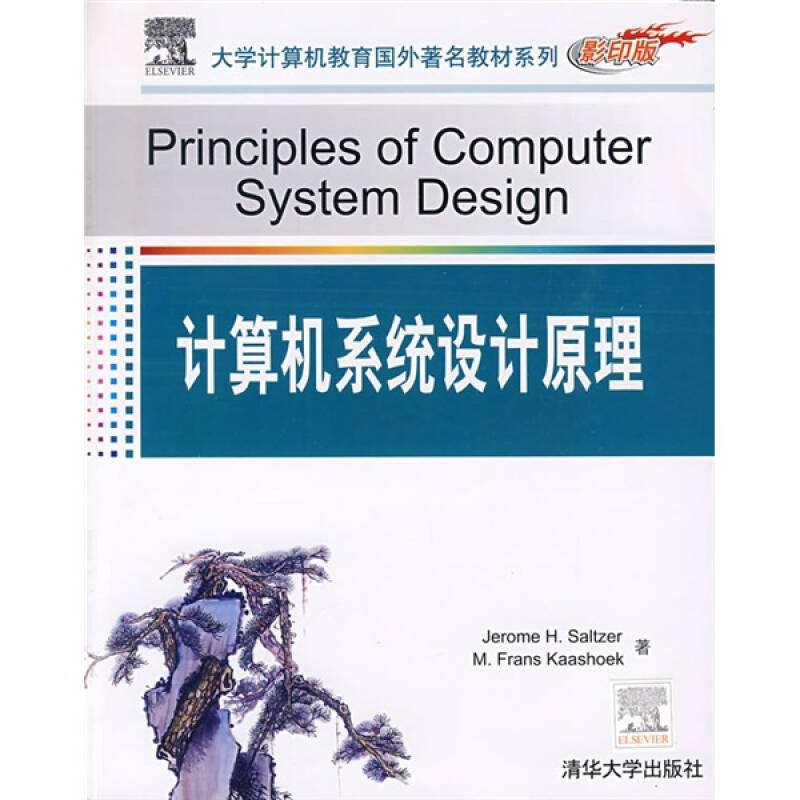 ELSEVIER
大学计算机教育国外著名教材系列 影印版
Principles of Computer
System Design
计算机系统设计原理
Jerome H. Saltzer
M. Frans Kaashoek
著
ELSEVIER
清华大学出版社